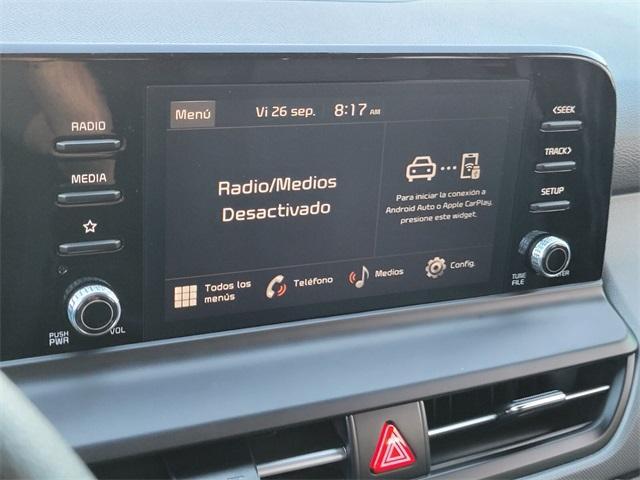 Menú
Vi 26 sep.
8:17 AM
<SEEK
RADIO
Radio/Medios
Desactivado
TRACK>
MEDIA
Para iniciar la conexión a
Android Auto o Apple CarPlay,
presione este widget.
SETUP
Todos los
menús
Teléfono
Medios
Config.
PUSH
PWR
VOL
TUNE
FILE
ENTER